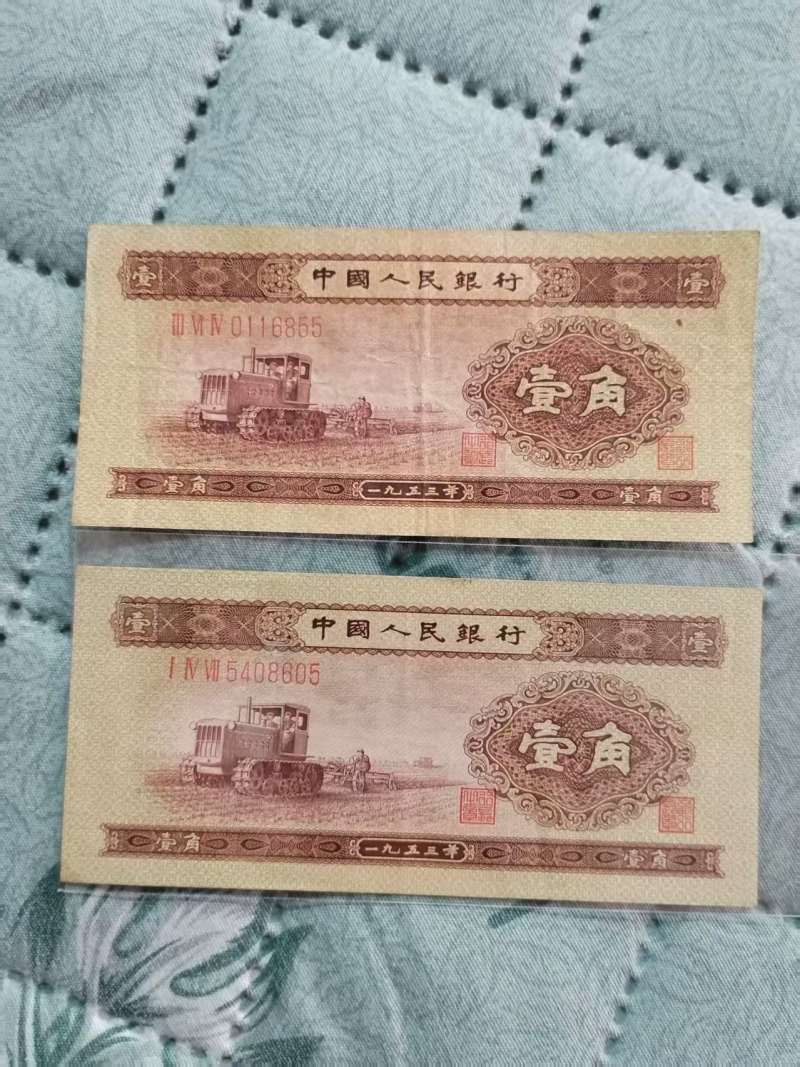 壹 中國人民銀行 壹
III VI IV 0116855
壹角
壹角 一九五三年 壹角
壹 中國人民銀行 壹
I IV VII 5408605
壹角
壹角 一九五三年 壹角